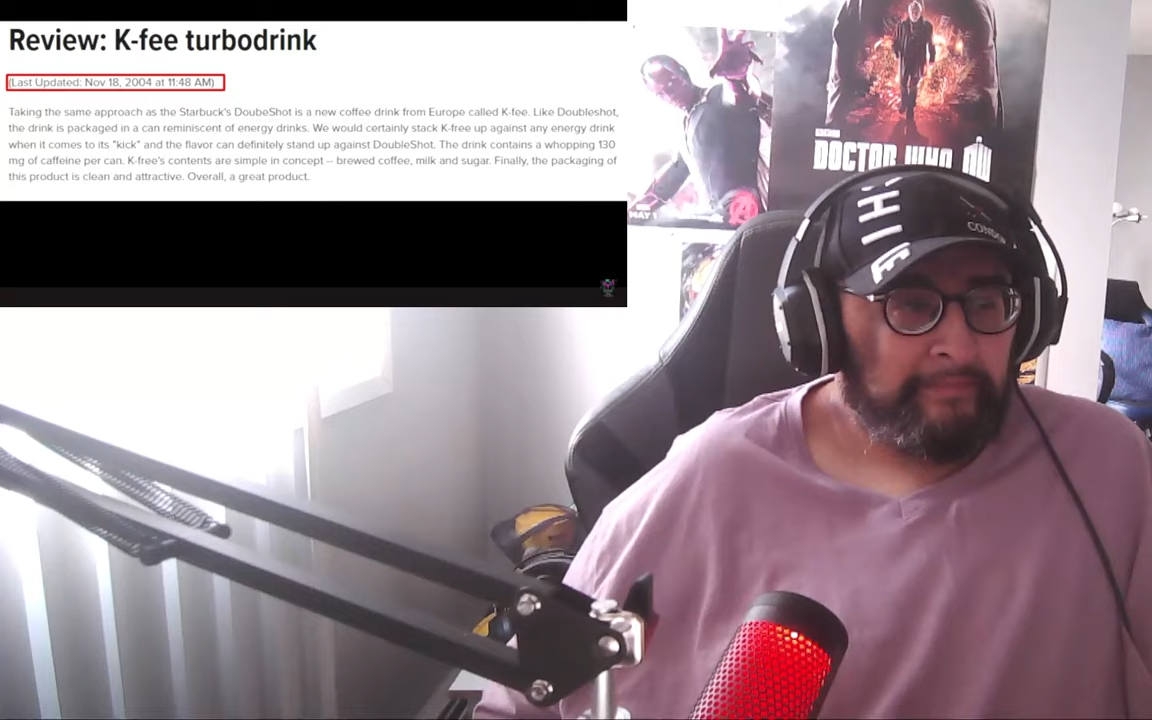 Review: K-fee turbodrink
(Last Updated: Nov 18, 2004 at 11:48 AM)
Taking the same approach as the Starbuck's DoubeShot is a new coffee drink from Europe called K-fee. Like Doubleshot,
the drink is packaged in a can reminiscent of energy drinks. We would certainly stack K-free up against any energy drink
when it comes to its "kick" and the flavor can definitely stand up against DoubleShot. The drink contains a whopping 130
mg of caffeine per can. K-free's contents are simple in concept -- brewed coffee, milk and sugar. Finally, the packaging of
this product is clean and attractive. Overall, a great product.
MAY 1
DOCTOR WHO